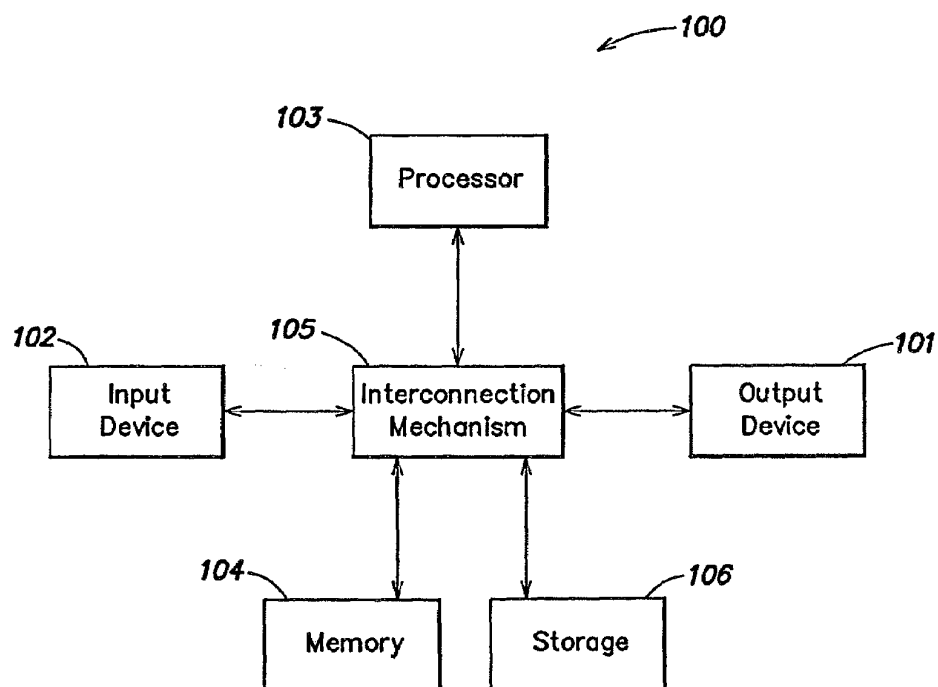 100
103
Processor
102
105
101
Input
Device
Interconnection
Mechanism
Output
Device
104
106
Memory
Storage